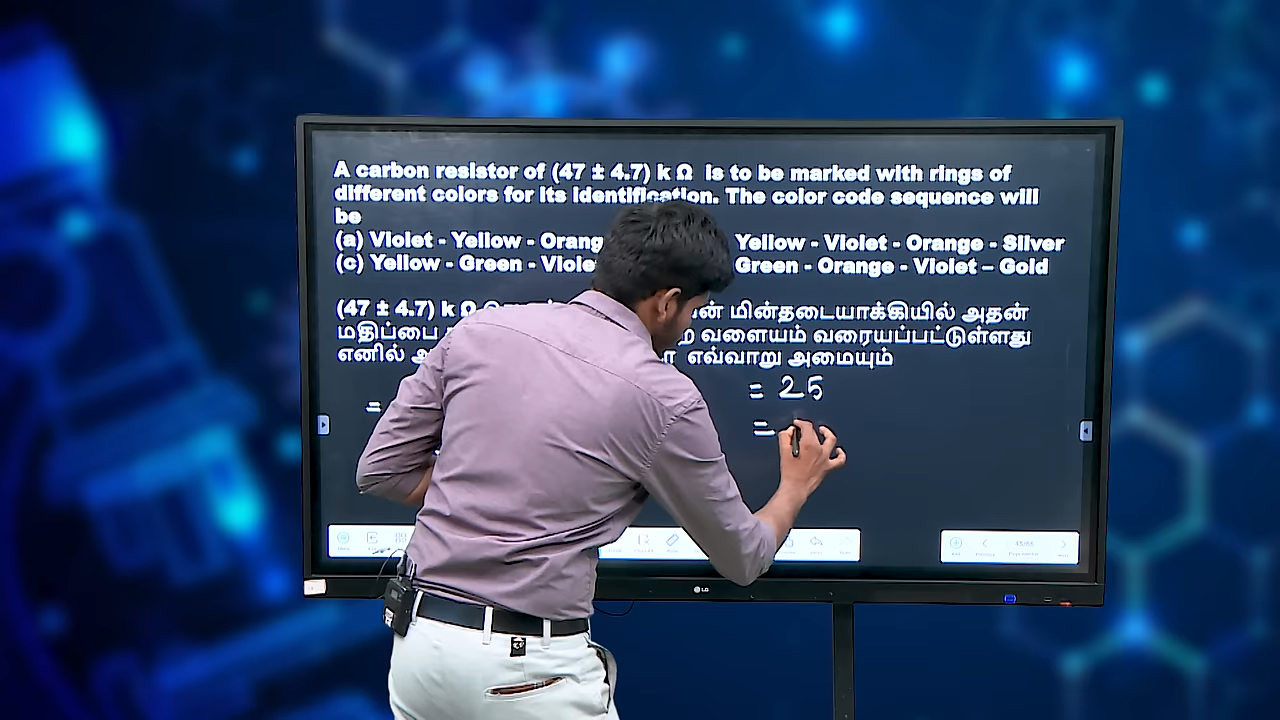 A carbon resistor of (47 ± 4.7) k Ω is to be marked with rings of
different colors for its identification. The color code sequence will
be
(a) Violet - Yellow - Orang Yellow - Violet - Orange - Silver
(c) Yellow - Green - Viole Green - Orange - Violet – Gold
(47 ± 4.7) k Ω மின்தடையாக்கியில் அதன்
மதிப்பை வளையம் வரையப்பட்டுள்ளது
எனில் எவ்வாறு அமையும்
= 25
=
=
LG